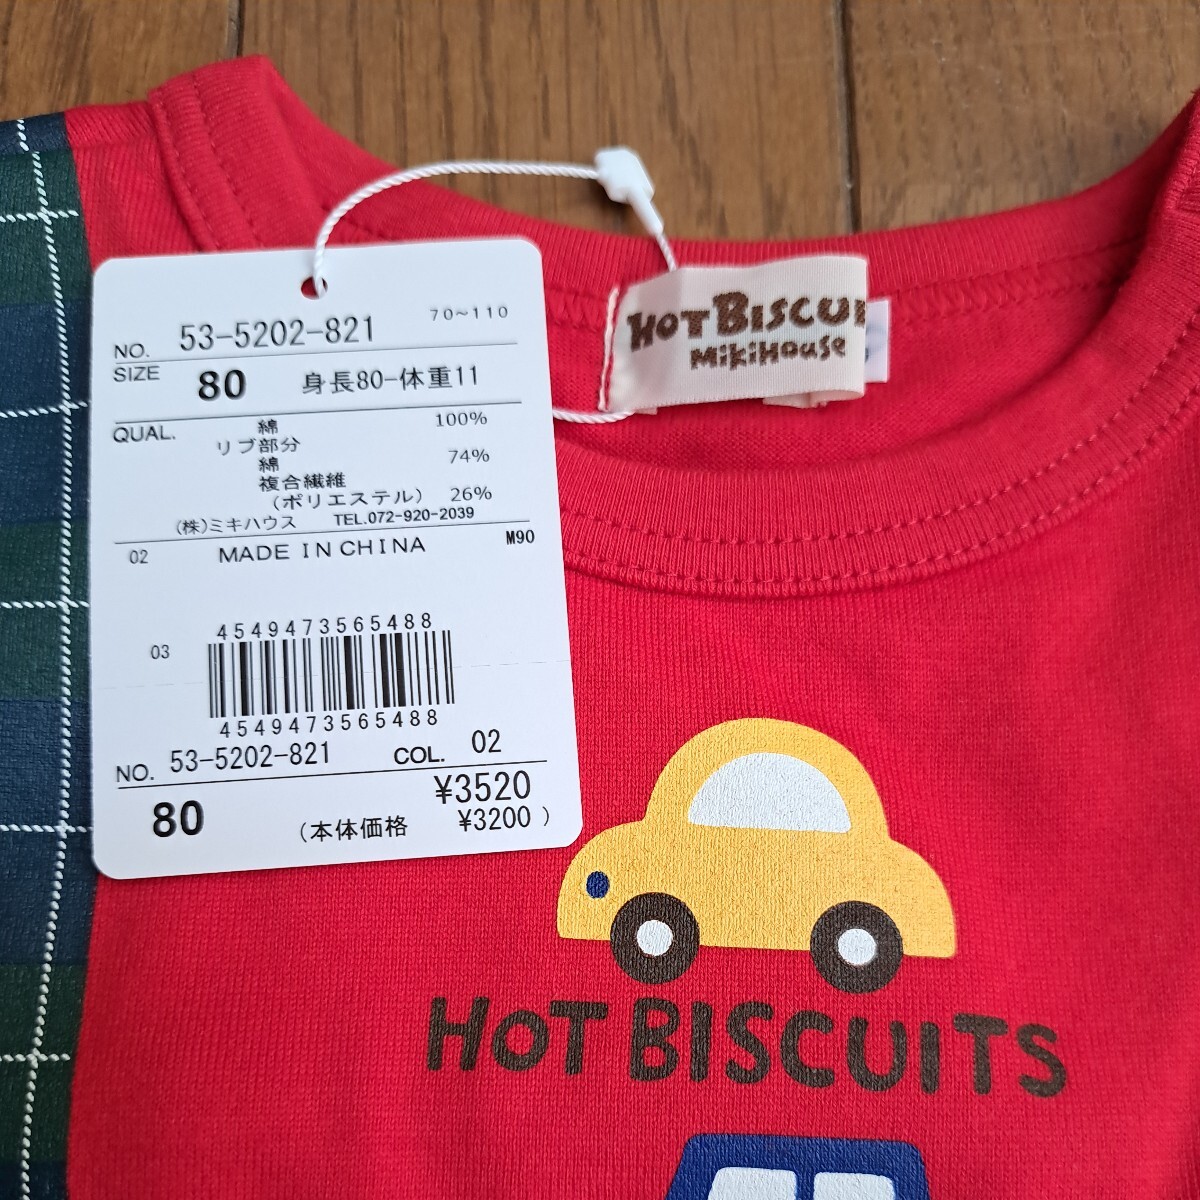 NO. 53-5202-821 70~110
SIZE 80 身長80-体重11
QUAL. 綿 100%
リブ部分
綿 74%
複合繊維
(ポリエステル) 26%
(株)ミキハウス TEL.072-920-2039
02 MADE IN CHINA M90
4549473565488
03
4549473565488
NO. 53-5202-821 COL. 02
80 ¥3520
(本体価格 ¥3200)
HOT BISCUI
MIKIHOUSE
HOT BISCUITS